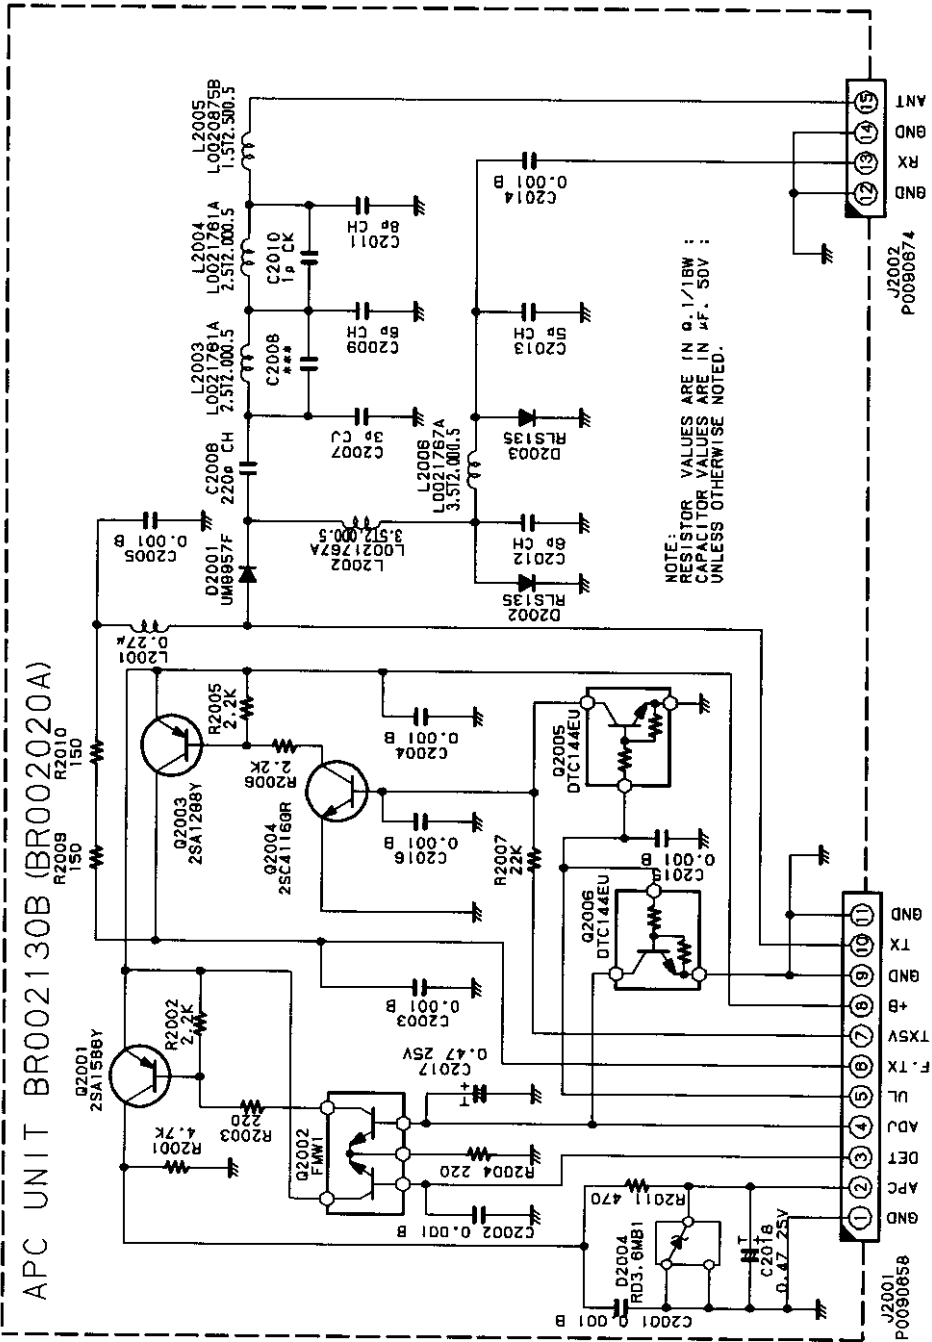 APC UNIT BR002130B (BR002020A)
Q2001
2SA1588Y
R2001
4.7K
R2002
2.2K
R2003
220
Q2002
FMW1
R2004 220
C2002 0.001 B
C2017
0.47 25V
C2003
0.001 B
R2009
150
R2010
150
Q2003
2SA1298Y
R2005
2.2K
R2006
2.2K
Q2004
2SC4116GR
C2016
0.001 B
C2004
0.001 B
R2007
22K
Q2005
DTC144EU
Q2006
DTC144EU
C2015
0.001 B
L2001
0.27μ
C2005
0.001 B
D2001
UM9957F
C2006
220p CH
L2002
L0021767A
3.5T2.0D0.5
L2003
L0021761A
2.5T2.0D0.5
C2008
***
C2007
3p CJ
C2009
CH
L2004
L0021761A
2.5T2.0D0.5
C2010
1p CK
C2011
8p CH
L2005
L0020875B
1.5T2.5D0.5
L2006
L0021767A
3.5T2.0D0.5
D2002
RLS135
C2012
CH
D2003
RLS135
C2013
5p CH
C2014
0.001 B
NOTE:
RESISTOR VALUES ARE IN Ω.1/16W :
CAPACITOR VALUES ARE IN μF. 50V :
UNLESS OTHERWISE NOTED.
R2011
470
D2004
RD3.6MB1
C2001 0.001 B
C2018
0.47 25V
1 GND
2 APC
3 DET
4 ADJ
5 UL
6 F.TX
7 TX5V
8 +B
9 GND
10 TX
11 GND
J2001
P0090858
12 GND
13 RX
14 GND
15 ANT
J2002
P0090874